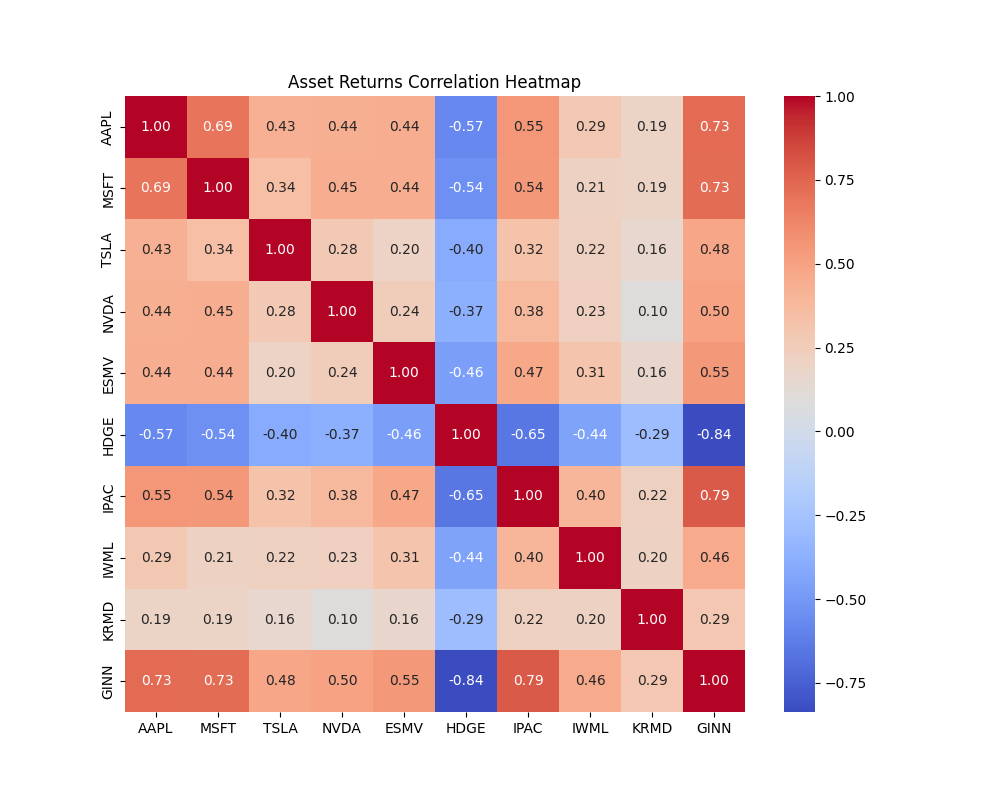 Asset Returns Correlation Heatmap
AAPL 1.00 0.69 0.43 0.44 0.44 -0.57 0.55 0.29 0.19 0.73
MSFT 0.69 1.00 0.34 0.45 0.44 -0.54 0.54 0.21 0.19 0.73
TSLA 0.43 0.34 1.00 0.28 0.20 -0.40 0.32 0.22 0.16 0.48
NVDA 0.44 0.45 0.28 1.00 0.24 -0.37 0.38 0.23 0.10 0.50
ESMV 0.44 0.44 0.20 0.24 1.00 -0.46 0.47 0.31 0.16 0.55
HDGE -0.57 -0.54 -0.40 -0.37 -0.46 1.00 -0.65 -0.44 -0.29 -0.84
IPAC 0.55 0.54 0.32 0.38 0.47 -0.65 1.00 0.40 0.22 0.79
IWML 0.29 0.21 0.22 0.23 0.31 -0.44 0.40 1.00 0.20 0.46
KRMD 0.19 0.19 0.16 0.10 0.16 -0.29 0.22 0.20 1.00 0.29
GINN 0.73 0.73 0.48 0.50 0.55 -0.84 0.79 0.46 0.29 1.00
AAPL MSFT TSLA NVDA ESMV HDGE IPAC IWML KRMD GINN
1.00
0.75
0.50
0.25
0.00
−0.25
−0.50
−0.75